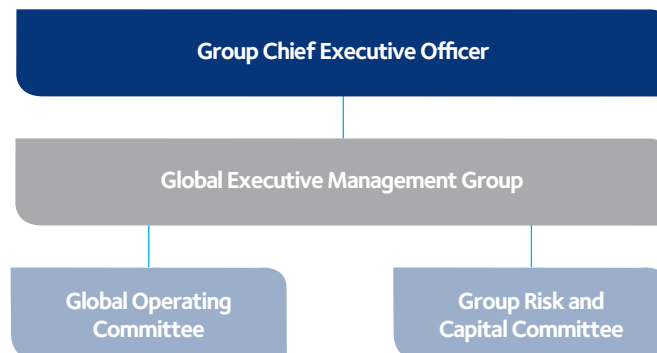 Group Chief Executive Officer
Global Executive Management Group
Global Operating
Committee
Group Risk and
Capital Committee